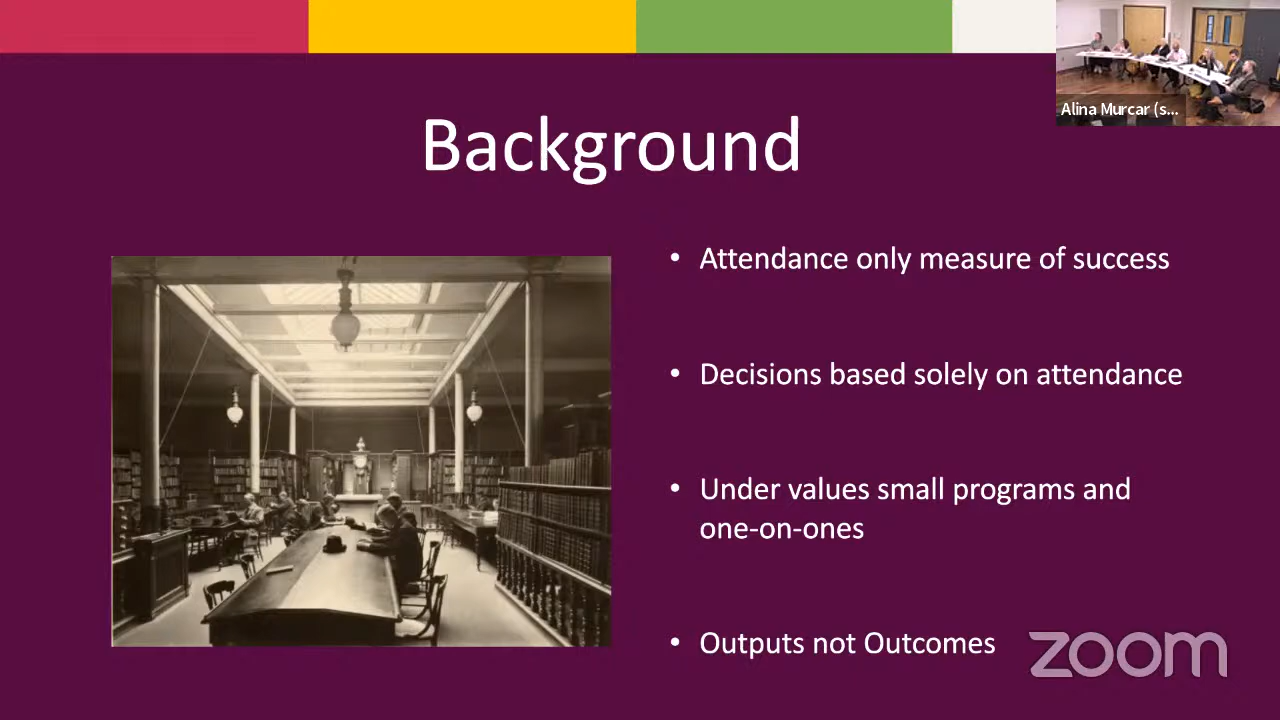 Alina Murcar (s...
Background
• Attendance only measure of success
• Decisions based solely on attendance
• Under values small programs and
one-on-ones
• Outputs not Outcomes
zoom